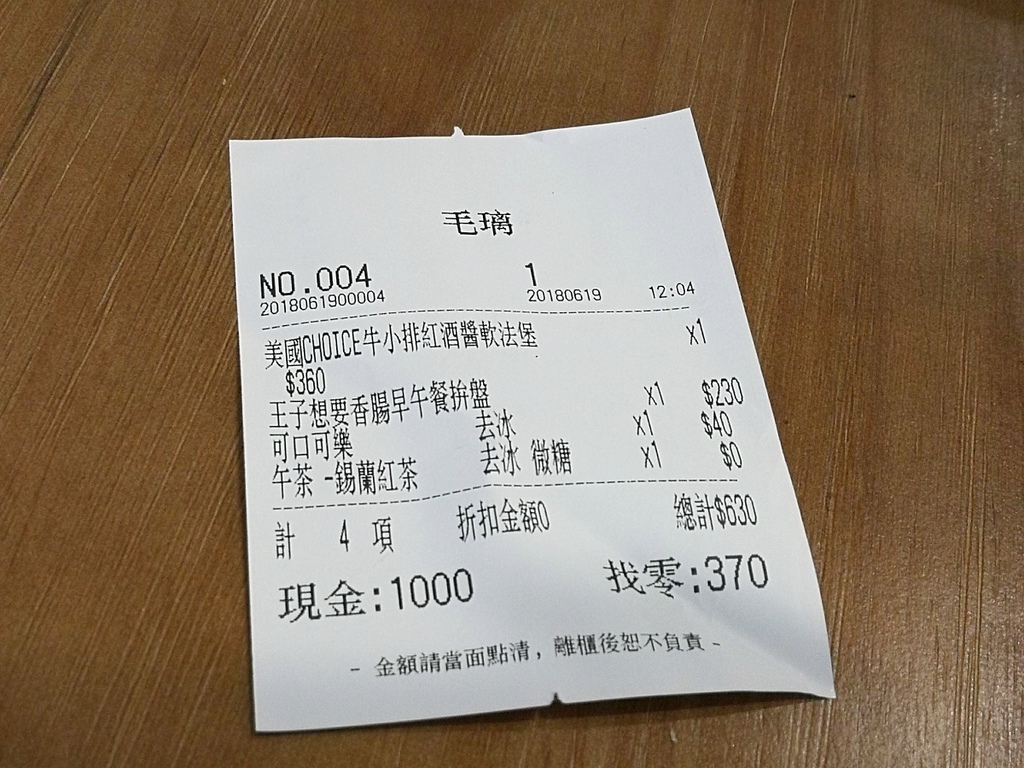 毛璃
NO.004 1
2018061900004 20180619 12:04
美國CHOICE牛小排紅酒醬軟法堡 x1
$360
王子想要香腸早午餐拚盤 x1 $230
可口可樂 去冰 x1 $40
午茶 -錫蘭紅茶 去冰 微糖 x1 $0
計 4 項 折扣金額0 總計$630
現金:1000 找零:370
- 金額請當面點清, 離櫃後恕不負責 -